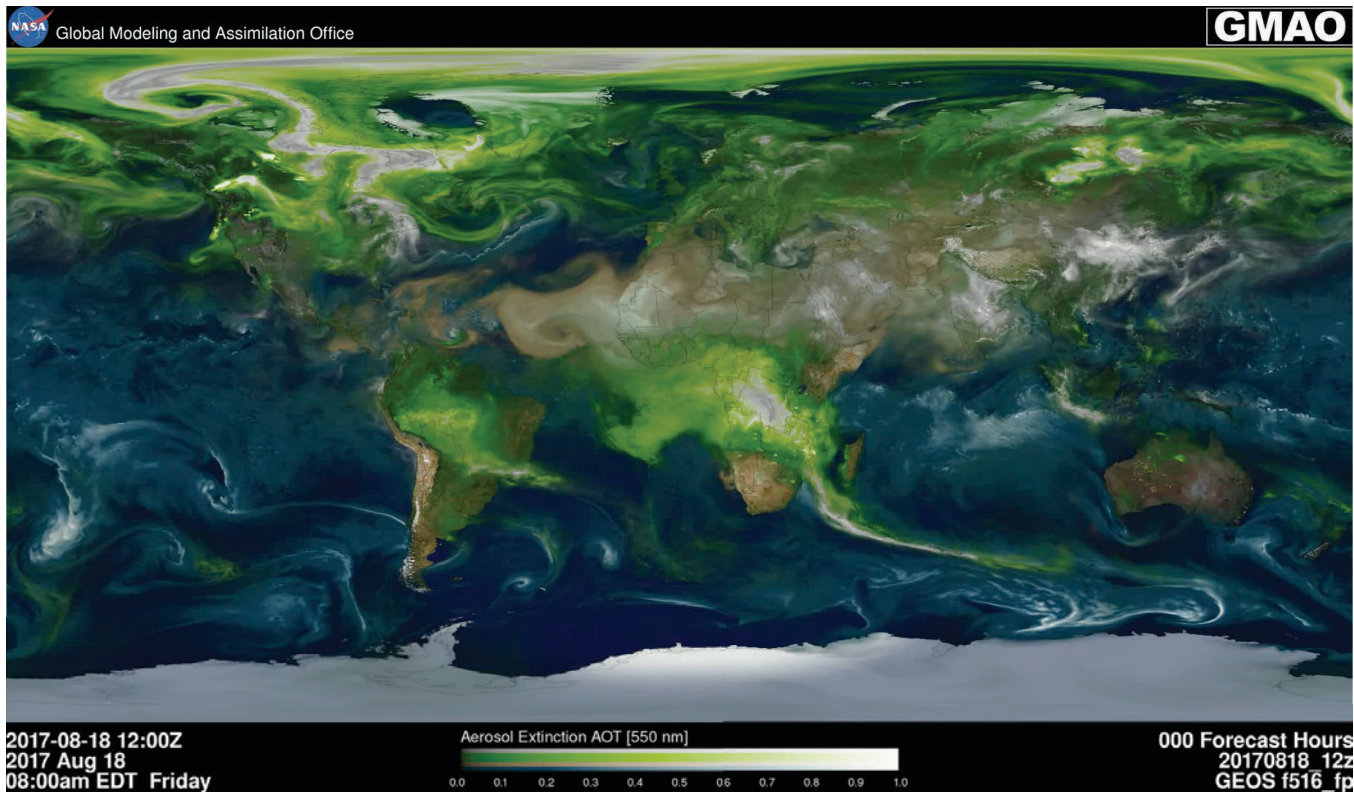 NASA
Global Modeling and Assimilation Office
GMAO
2017-08-18 12:00Z
2017 Aug 18
08:00am EDT Friday
Aerosol Extinction AOT [550 nm]
0.0 0.1 0.2 0.3 0.4 0.5 0.6 0.7 0.8 0.9 1.0
000 Forecast Hours
20170818_12z
GEOS f516_fp